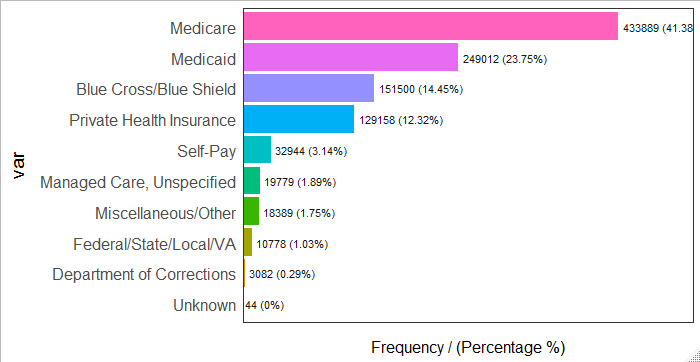 Medicare 433889 (41.38
Medicaid 249012 (23.75%)
Blue Cross/Blue Shield 151500 (14.45%)
Private Health Insurance 129158 (12.32%)
Self-Pay 32944 (3.14%)
Managed Care, Unspecified 19779 (1.89%)
Miscellaneous/Other 18389 (1.75%)
Federal/State/Local/VA 10778 (1.03%)
Department of Corrections 3082 (0.29%)
Unknown 44 (0%)
var
Frequency / (Percentage %)